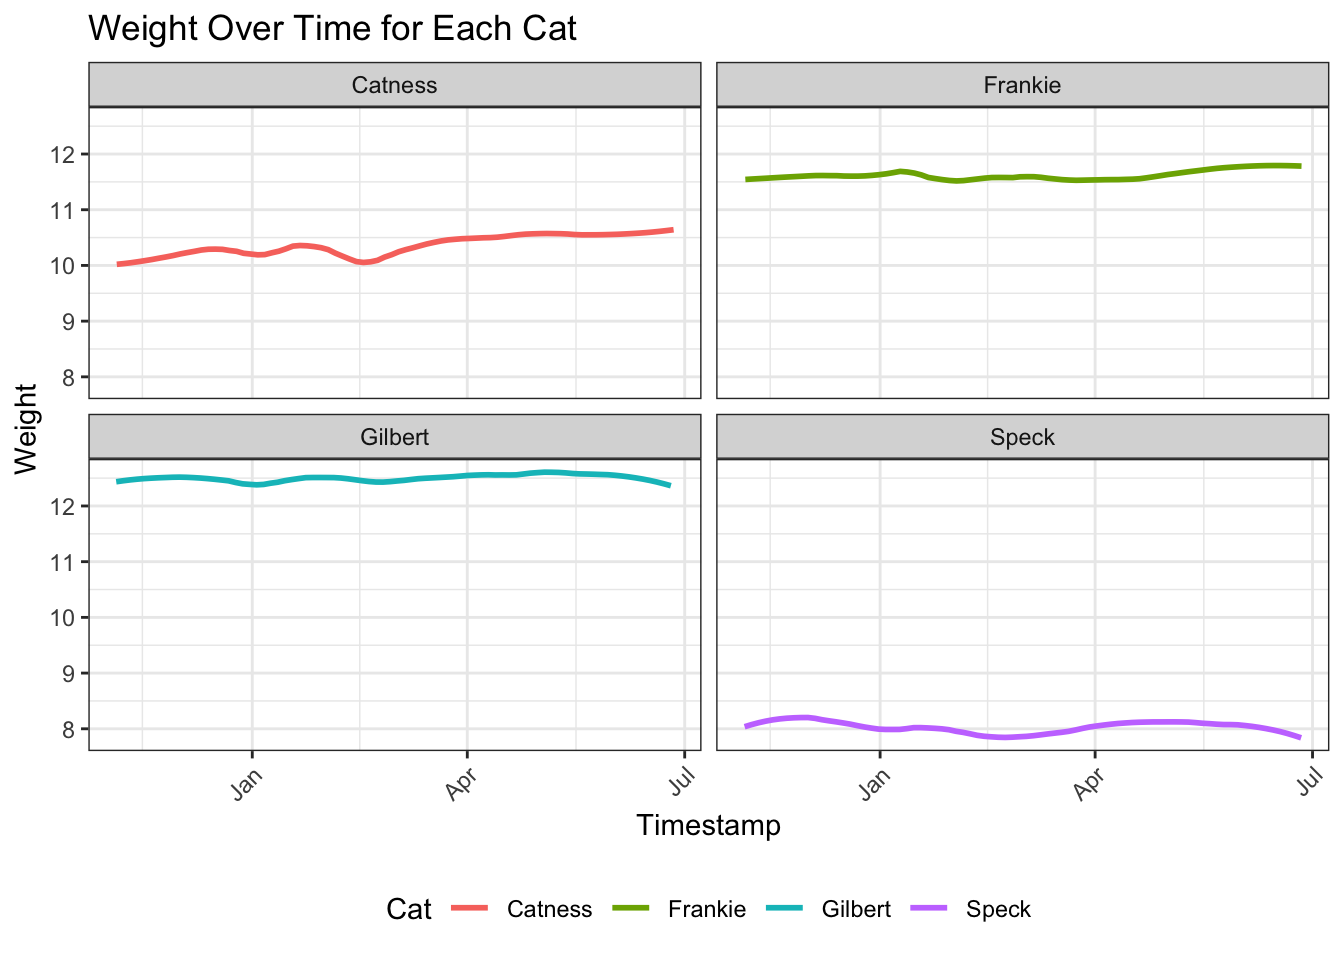 Weight Over Time for Each Cat
Catness
Frankie
12
11
10
9
8
Gilbert
Speck
12
11
10
9
8
Weight
Jan
Apr
Jul
Jan
Apr
Jul
Timestamp
Cat Catness Frankie Gilbert Speck